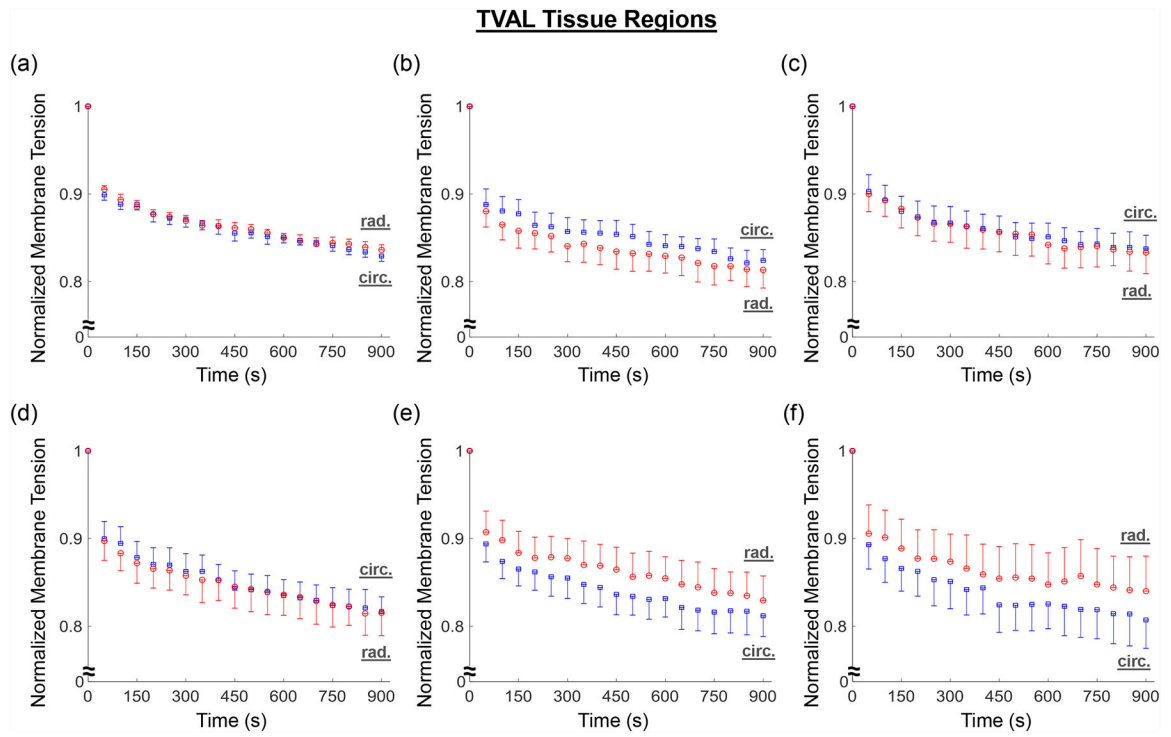 TVAL Tissue Regions
(a)
Normalized Membrane Tension
1
0.9
0.8
0
rad.
circ.
0 150 300 450 600 750 900
Time (s)
(b)
Normalized Membrane Tension
1
0.9
0.8
0
circ.
rad.
0 150 300 450 600 750 900
Time (s)
(c)
Normalized Membrane Tension
1
0.9
0.8
0
circ.
rad.
0 150 300 450 600 750 900
Time (s)
(d)
Normalized Membrane Tension
1
0.9
0.8
0
circ.
rad.
0 150 300 450 600 750 900
Time (s)
(e)
Normalized Membrane Tension
1
0.9
0.8
0
rad.
circ.
0 150 300 450 600 750 900
Time (s)
(f)
Normalized Membrane Tension
1
0.9
0.8
0
rad.
circ.
0 150 300 450 600 750 900
Time (s)